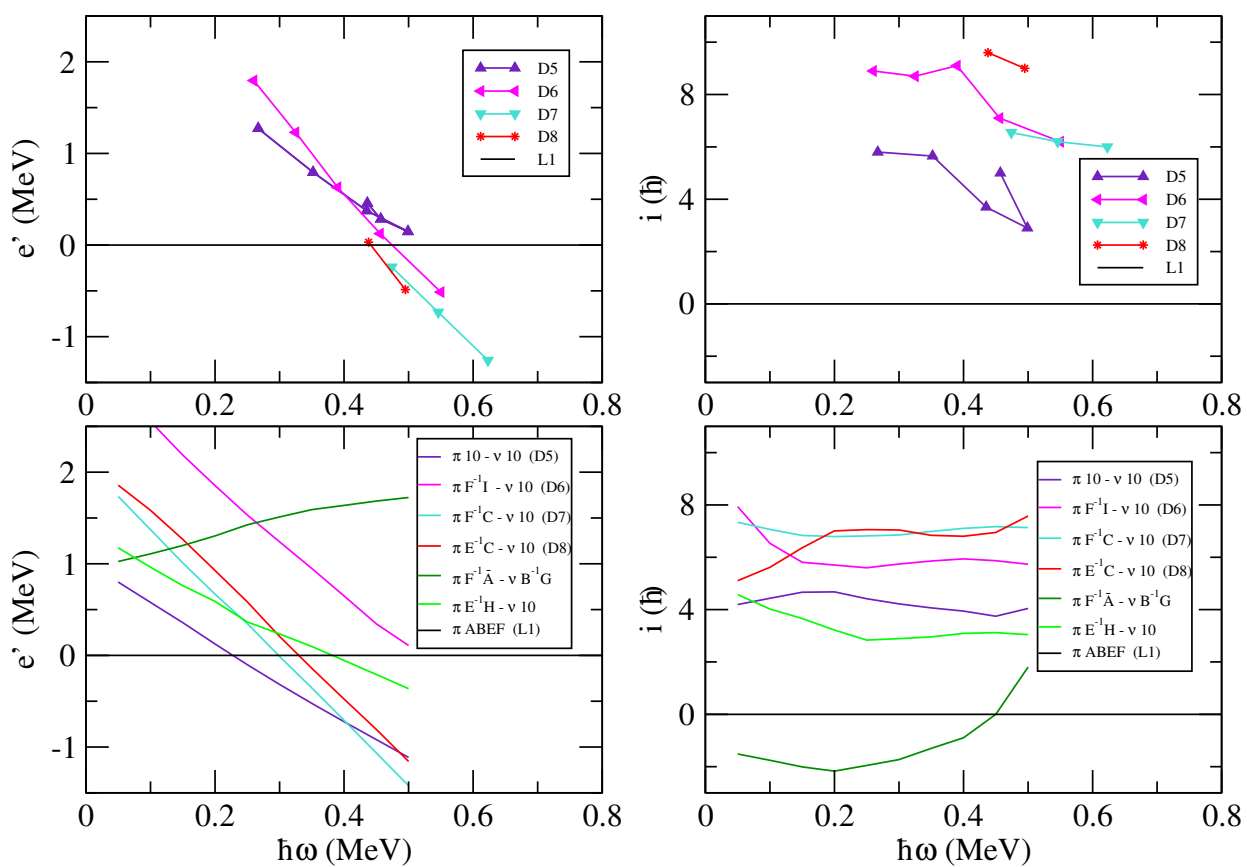 2
1
0
-1
e' (MeV)
0 0.2 0.4 0.6 0.8
D5
D6
D7
D8
L1
8
4
0
i (ħ)
0 0.2 0.4 0.6 0.8
D5
D6
D7
D8
L1
2
1
0
-1
e' (MeV)
0 0.2 0.4 0.6 0.8
ħω (MeV)
π 10 - ν 10 (D5)
π F⁻¹I - ν 10 (D6)
π F⁻¹C - ν 10 (D7)
π E⁻¹C - ν 10 (D8)
π F⁻¹Ā - ν B⁻¹G
π E⁻¹H - ν 10
π ABEF (L1)
8
4
0
i (ħ)
0 0.2 0.4 0.6 0.8
ħω (MeV)
π 10 - ν 10 (D5)
π F⁻¹I - ν 10 (D6)
π F⁻¹C - ν 10 (D7)
π E⁻¹C - ν 10 (D8)
π F⁻¹Ā - ν B⁻¹G
π E⁻¹H - ν 10
π ABEF (L1)